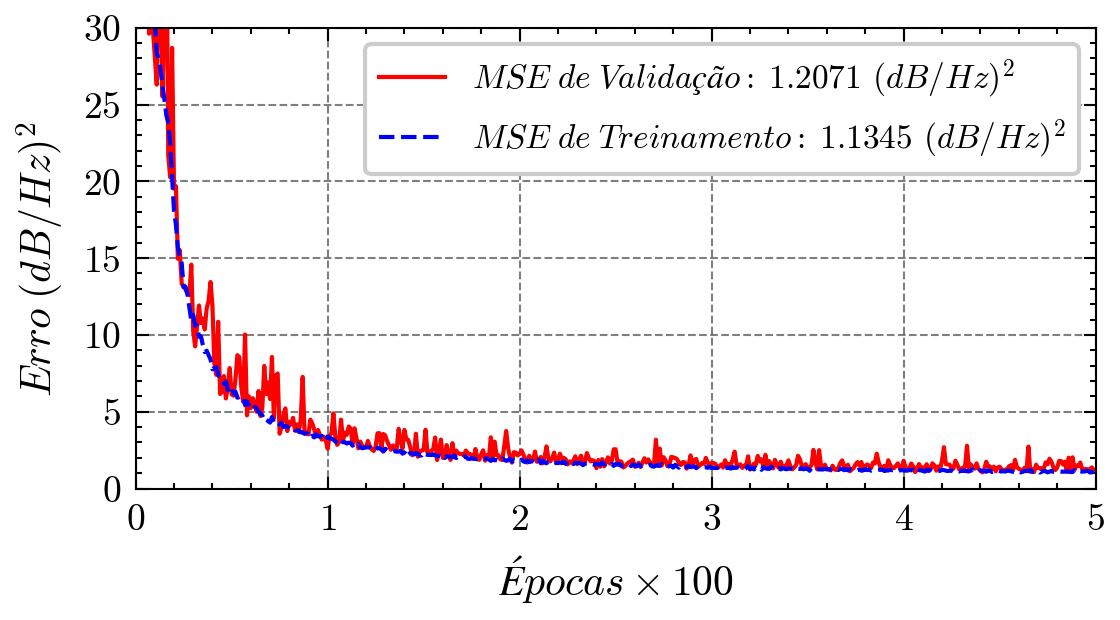 30
25
20
15
10
5
0
Erro (dB/Hz)²
MSE de Validação: 1.2071 (dB/Hz)²
MSE de Treinamento: 1.1345 (dB/Hz)²
0 1 2 3 4 5
Épocas × 100